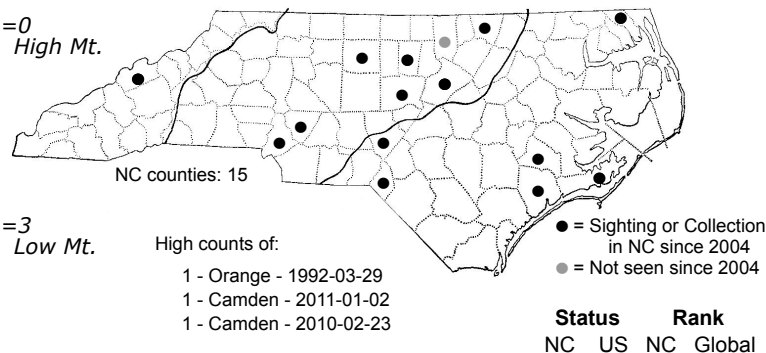 =0
High Mt.
NC counties: 15
=3
Low Mt.
High counts of:
1 - Orange - 1992-03-29
1 - Camden - 2011-01-02
1 - Camden - 2010-02-23
= Sighting or Collection
in NC since 2004
= Not seen since 2004
Status Rank
NC US NC Global